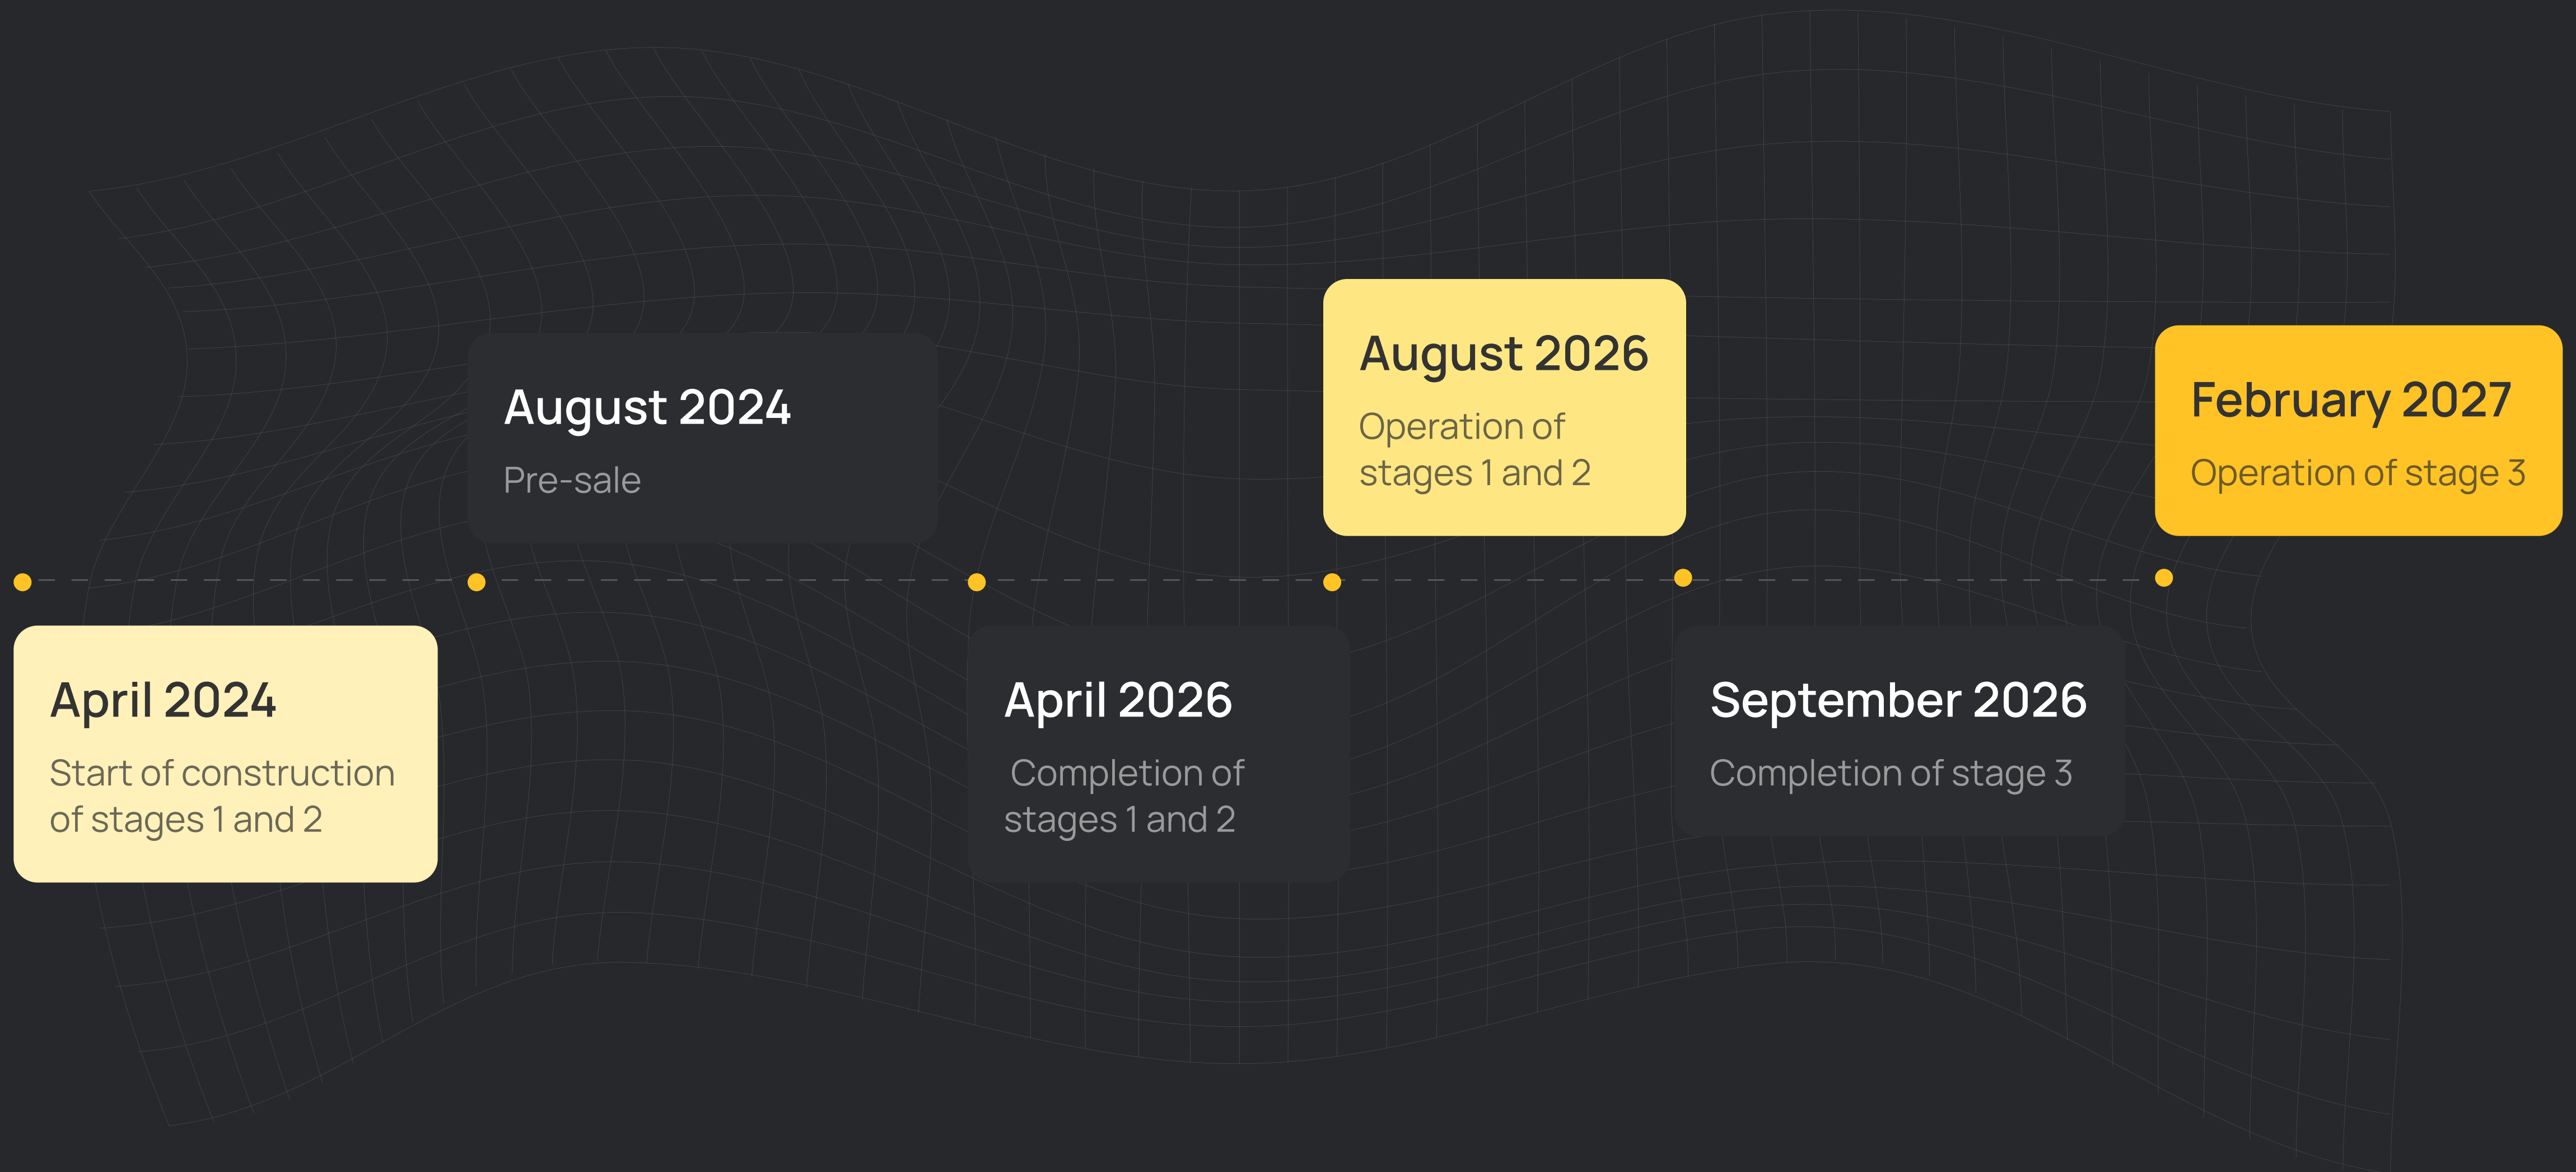 April 2024
Start of construction
of stages 1 and 2
August 2024
Pre-sale
April 2026
Completion of
stages 1 and 2
August 2026
Operation of
stages 1 and 2
September 2026
Completion of stage 3
February 2027
Operation of stage 3